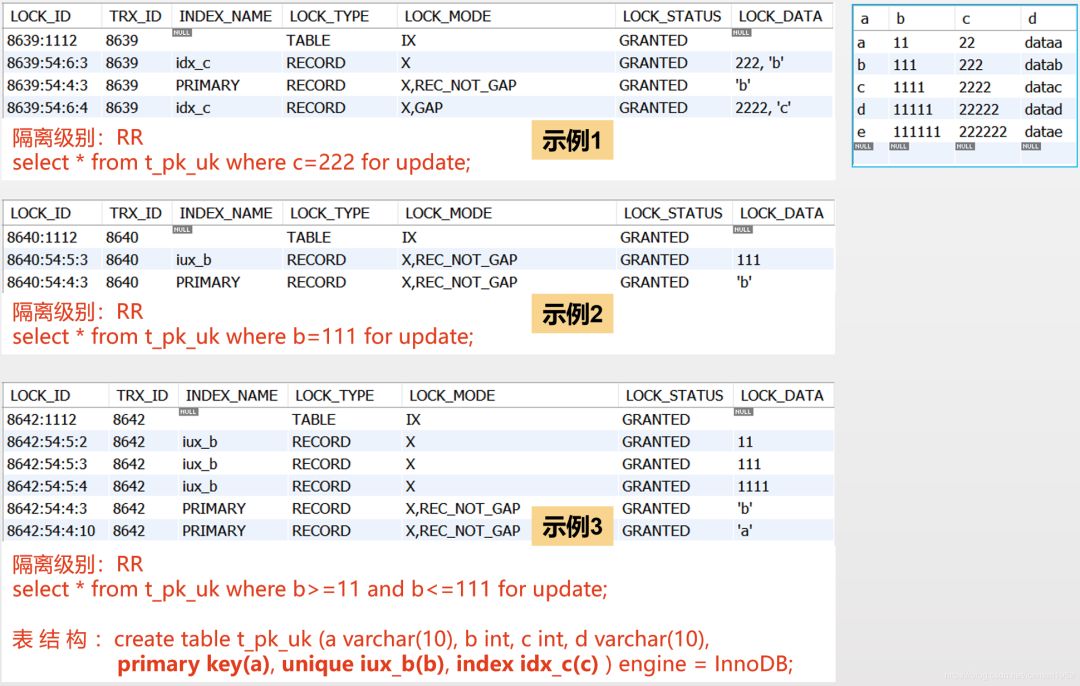 LOCK_ID TRX_ID INDEX_NAME LOCK_TYPE LOCK_MODE LOCK_STATUS LOCK_DATA
8639:1112 8639 NULL TABLE IX GRANTED NULL
8639:54:6:3 8639 idx_c RECORD X GRANTED 222, 'b'
8639:54:4:3 8639 PRIMARY RECORD X,REC_NOT_GAP GRANTED 'b'
8639:54:6:4 8639 idx_c RECORD X,GAP GRANTED 2222, 'c'
隔离级别：RR
select * from t_pk_uk where c=222 for update;
示例1
a b c d
a 11 22 dataa
b 111 222 datab
c 1111 2222 datac
d 11111 22222 datad
e 111111 222222 datae
NULL NULL NULL NULL
LOCK_ID TRX_ID INDEX_NAME LOCK_TYPE LOCK_MODE LOCK_STATUS LOCK_DATA
8640:1112 8640 NULL TABLE IX GRANTED NULL
8640:54:5:3 8640 iux_b RECORD X,REC_NOT_GAP GRANTED 111
8640:54:4:3 8640 PRIMARY RECORD X,REC_NOT_GAP GRANTED 'b'
隔离级别：RR
select * from t_pk_uk where b=111 for update;
示例2
LOCK_ID TRX_ID INDEX_NAME LOCK_TYPE LOCK_MODE LOCK_STATUS LOCK_DATA
8642:1112 8642 NULL TABLE IX GRANTED NULL
8642:54:5:2 8642 iux_b RECORD X GRANTED 11
8642:54:5:3 8642 iux_b RECORD X GRANTED 111
8642:54:5:4 8642 iux_b RECORD X GRANTED 1111
8642:54:4:3 8642 PRIMARY RECORD X,REC_NOT_GAP GRANTED 'b'
8642:54:4:10 8642 PRIMARY RECORD X,REC_NOT_GAP GRANTED 'a'
示例3
隔离级别：RR
select * from t_pk_uk where b>=11 and b<=111 for update;
表结构：create table t_pk_uk (a varchar(10), b int, c int, d varchar(10),
primary key(a), unique iux_b(b), index idx_c(c) ) engine = InnoDB;